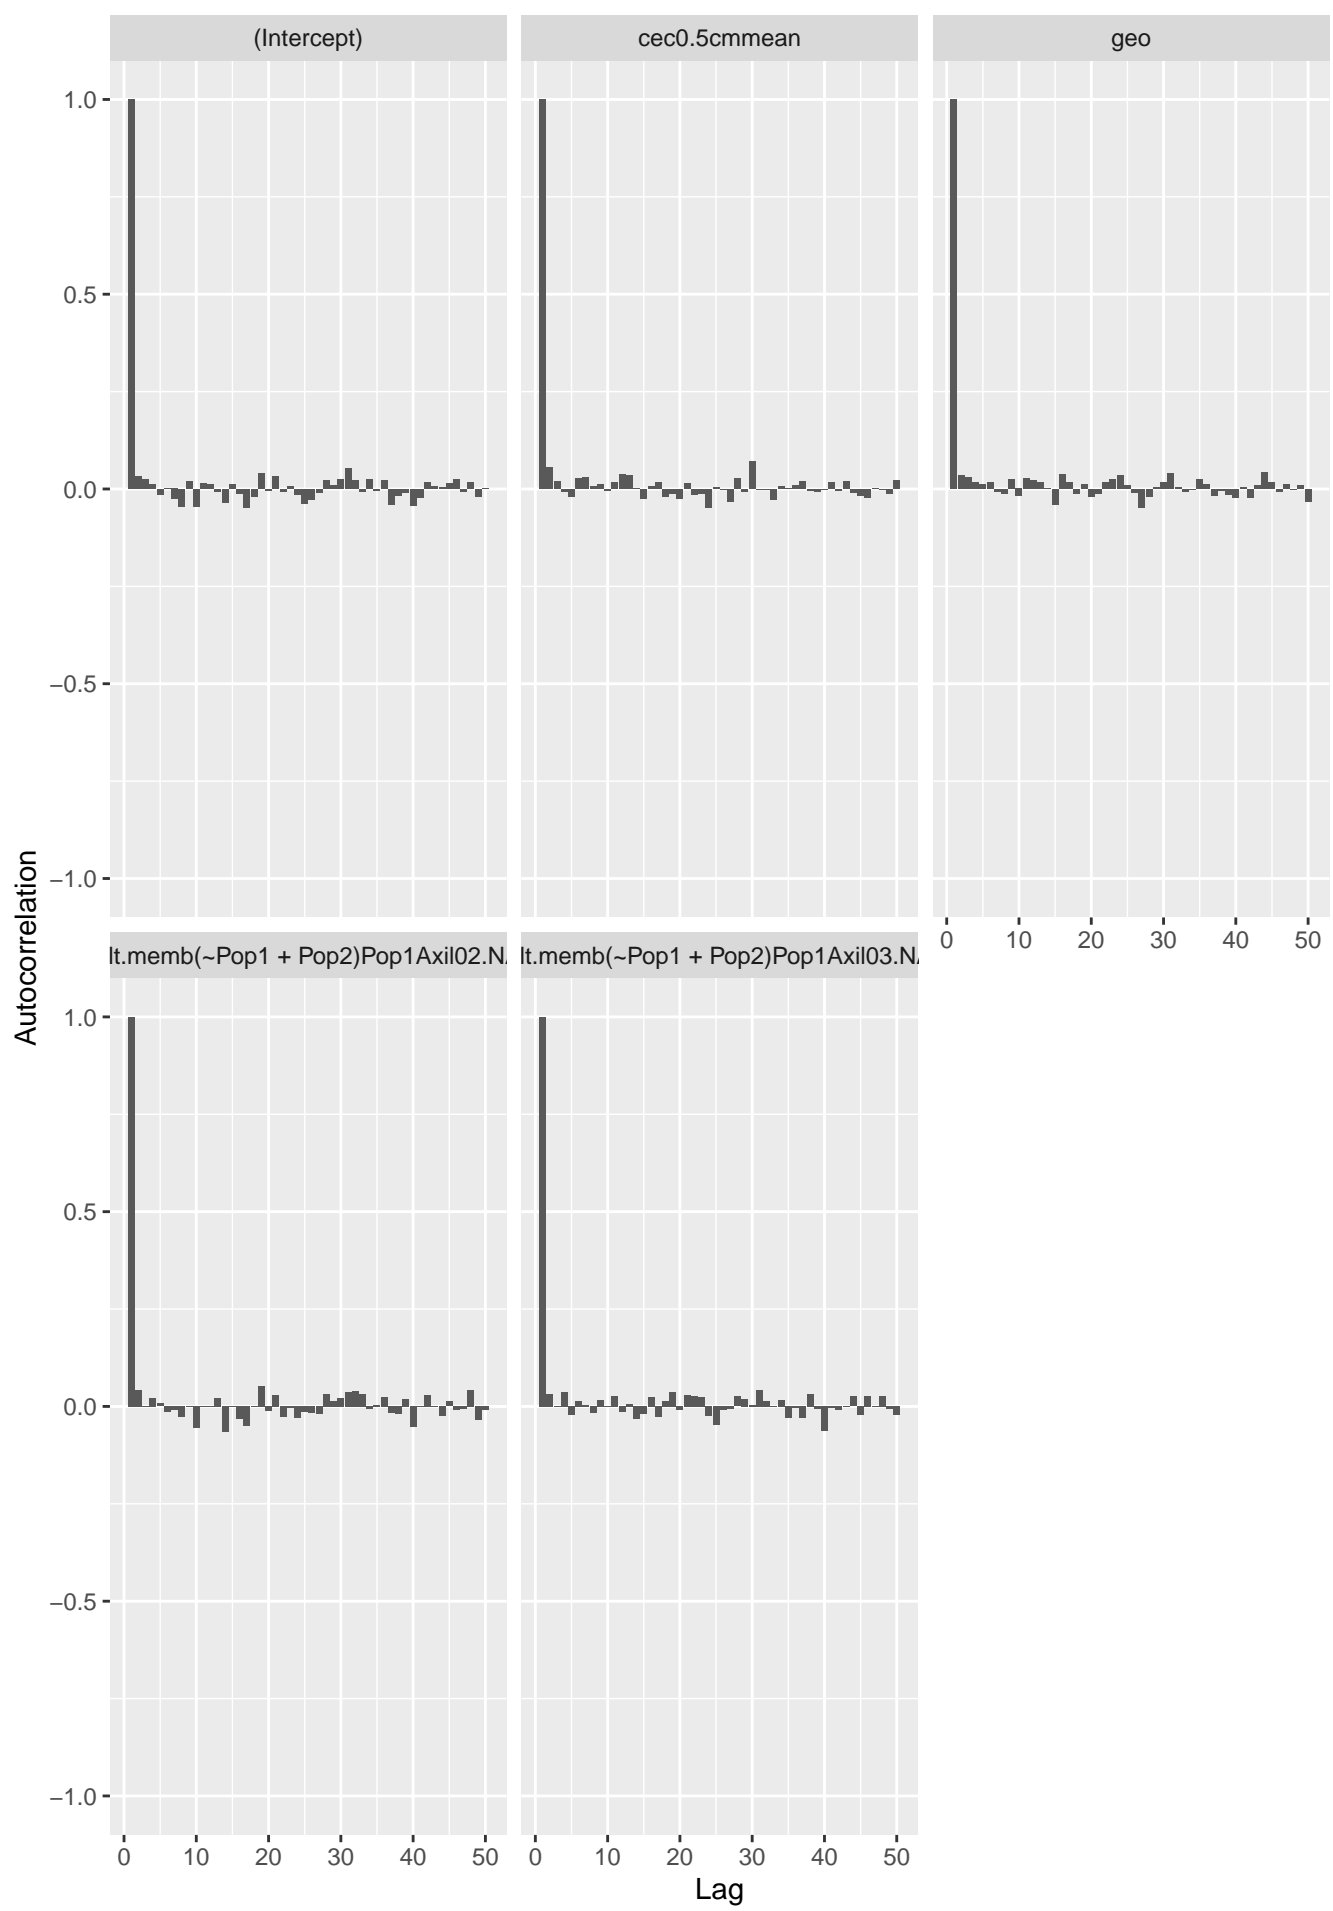 (Intercept)
cec0.5cmmean
geo
1.0
0.5
0.0
−0.5
−1.0
0 10 20 30 40 50
Autocorrelation
lt.memb(~Pop1 + Pop2)Pop1Axil02.N
lt.memb(~Pop1 + Pop2)Pop1Axil03.N
1.0
0.5
0.0
−0.5
−1.0
0 10 20 30 40 50
0 10 20 30 40 50
Lag